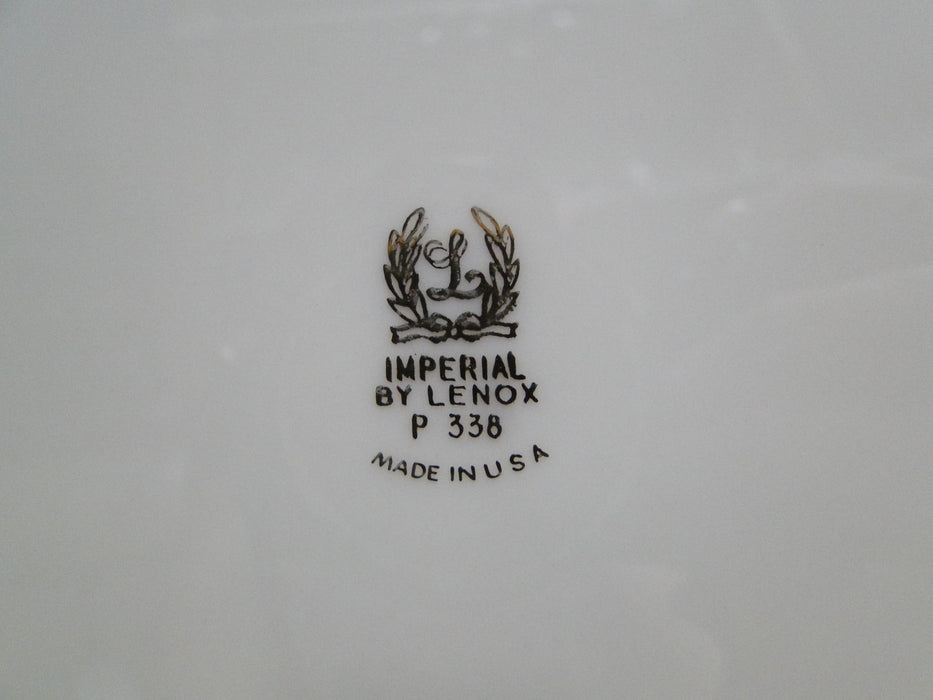 L
IMPERIAL
BY LENOX
P 338
MADE IN USA